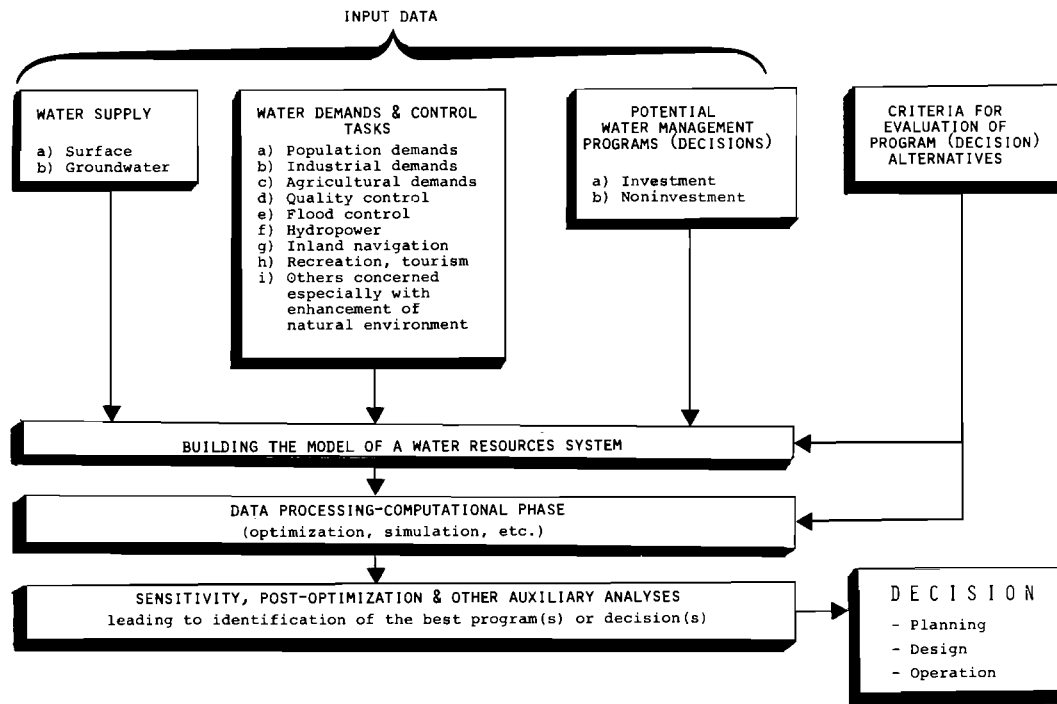 INPUT DATA
WATER SUPPLY
a) Surface
b) Groundwater
WATER DEMANDS & CONTROL
TASKS
a) Population demands
b) Industrial demands
c) Agricultural demands
d) Quality control
e) Flood control
f) Hydropower
g) Inland navigation
h) Recreation, tourism
i) Others concerned
especially with
enhancement of
natural environment
POTENTIAL
WATER MANAGEMENT
PROGRAMS (DECISIONS)
a) Investment
b) Noninvestment
CRITERIA FOR
EVALUATION OF
PROGRAM (DECISION)
ALTERNATIVES
BUILDING THE MODEL OF A WATER RESOURCES SYSTEM
DATA PROCESSING-COMPUTATIONAL PHASE
(optimization, simulation, etc.)
SENSITIVITY, POST-OPTIMIZATION & OTHER AUXILIARY ANALYSES
leading to identification of the best program(s) or decision(s)
DECISION
- Planning
- Design
- Operation